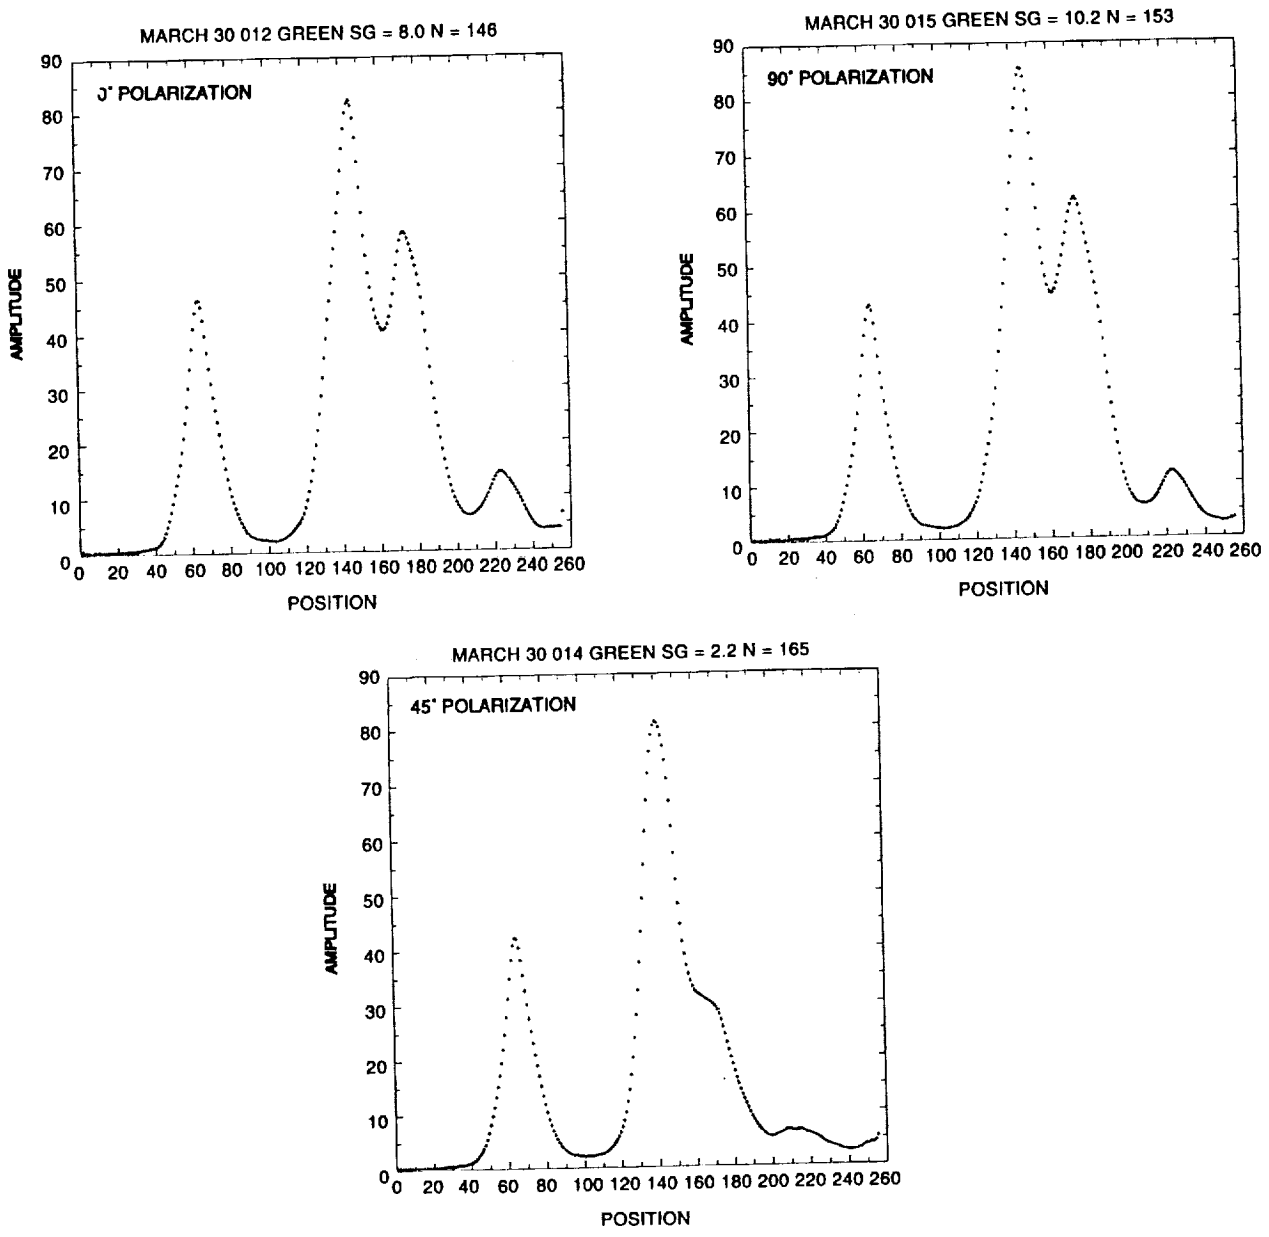 MARCH 30 012 GREEN SG = 8.0 N = 146
0° POLARIZATION
AMPLITUDE
90
80
70
60
50
40
30
20
10
0
0 20 40 60 80 100 120 140 160 180 200 220 240 260
POSITION
MARCH 30 015 GREEN SG = 10.2 N = 153
90° POLARIZATION
AMPLITUDE
90
80
70
60
50
40
30
20
10
0
0 20 40 60 80 100 120 140 160 180 200 220 240 260
POSITION
MARCH 30 014 GREEN SG = 2.2 N = 165
45° POLARIZATION
AMPLITUDE
90
80
70
60
50
40
30
20
10
0
0 20 40 60 80 100 120 140 160 180 200 220 240 260
POSITION